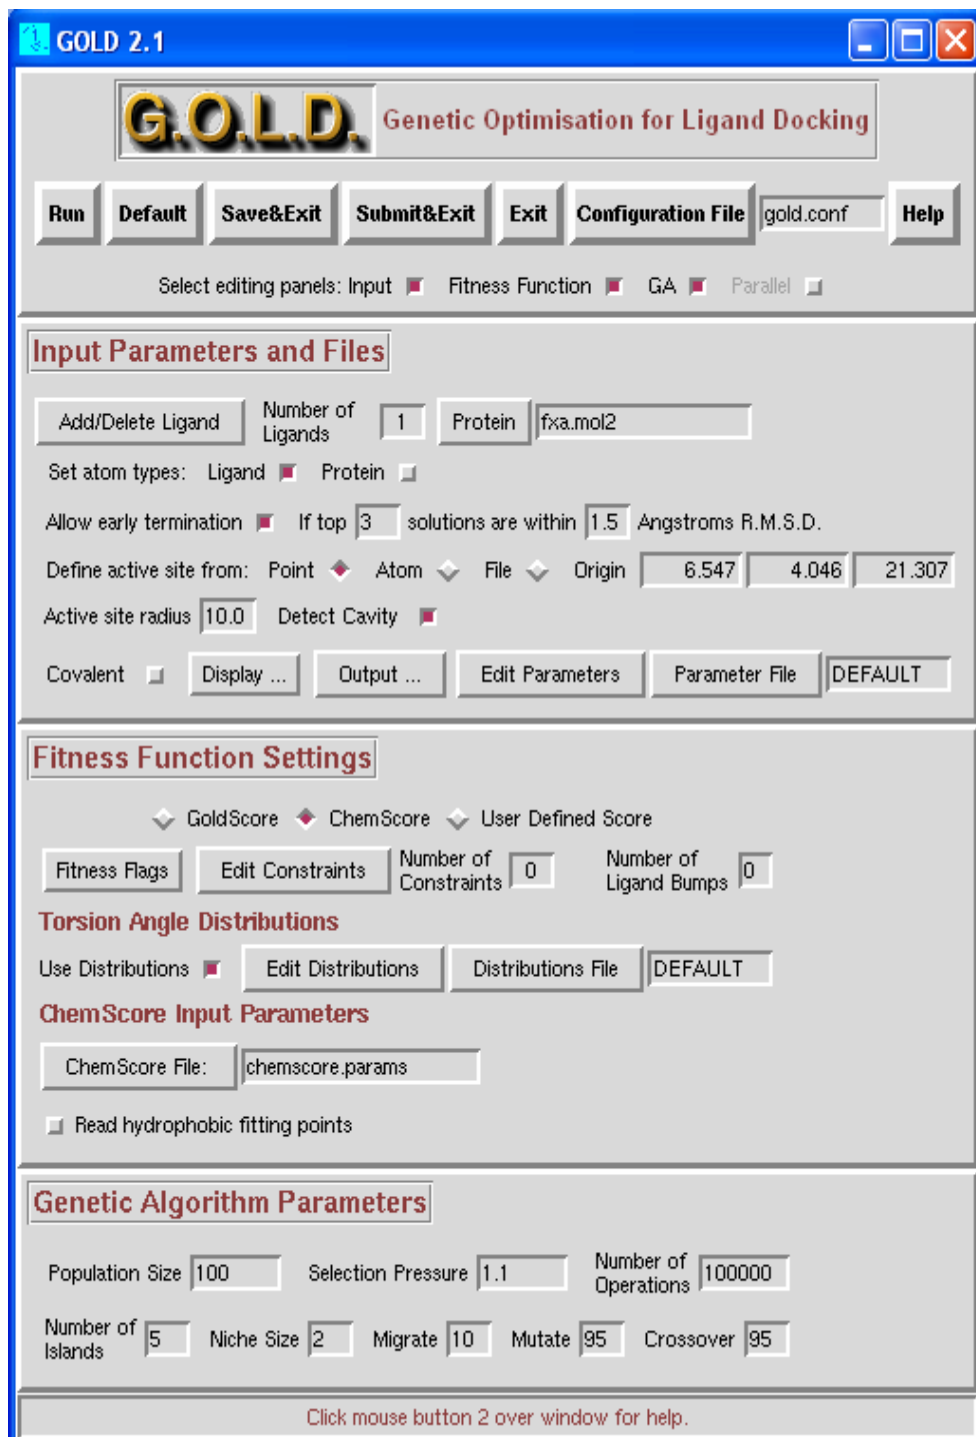 GOLD 2.1
G.O.L.D. Genetic Optimisation for Ligand Docking
Run Default Save&Exit Submit&Exit Exit Configuration File gold.conf Help
Select editing panels: Input Fitness Function GA Parallel
Input Parameters and Files
Add/Delete Ligand Number of Ligands 1 Protein fxa.mol2
Set atom types: Ligand Protein
Allow early termination If top 3 solutions are within 1.5 Angstroms R.M.S.D.
Define active site from: Point Atom File Origin 6.547 4.046 21.307
Active site radius 10.0 Detect Cavity
Covalent Display ... Output ... Edit Parameters Parameter File DEFAULT
Fitness Function Settings
GoldScore ChemScore User Defined Score
Fitness Flags Edit Constraints Number of Constraints 0 Number of Ligand Bumps 0
Torsion Angle Distributions
Use Distributions Edit Distributions Distributions File DEFAULT
ChemScore Input Parameters
ChemScore File: chemscore.params
Read hydrophobic fitting points
Genetic Algorithm Parameters
Population Size 100 Selection Pressure 1.1 Number of Operations 100000
Number of Islands 5 Niche Size 2 Migrate 10 Mutate 95 Crossover 95
Click mouse button 2 over window for help.